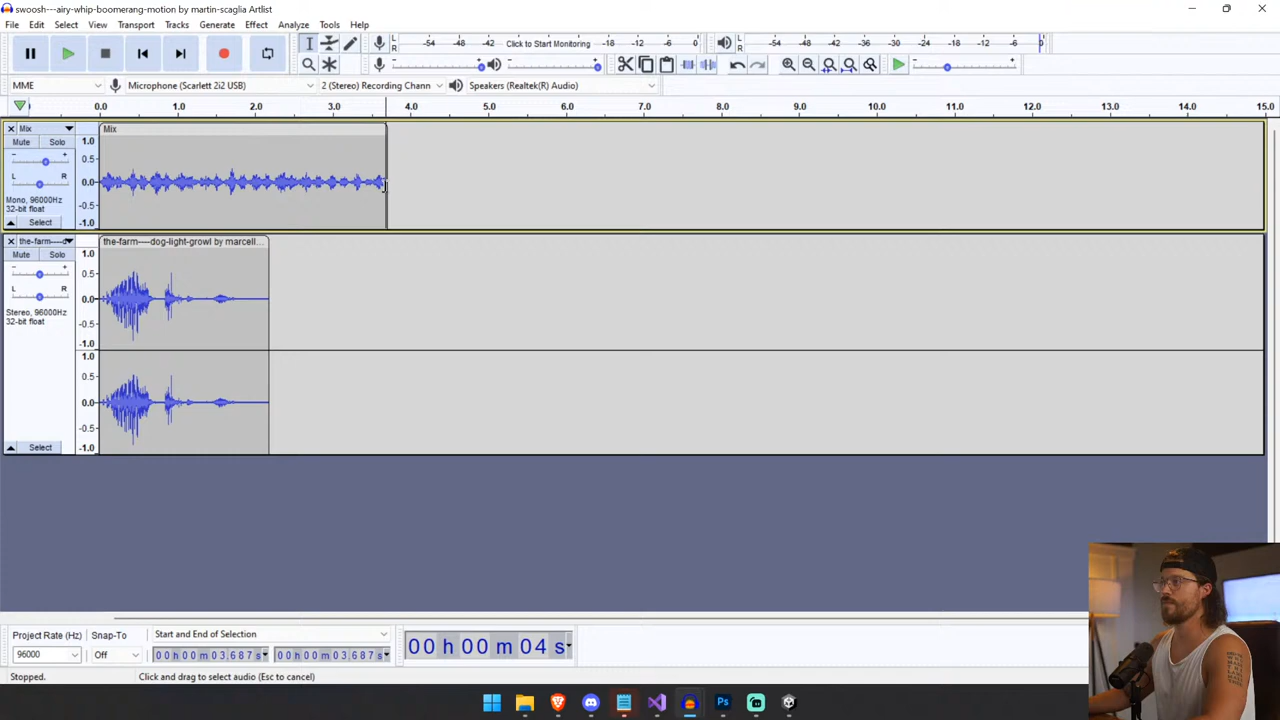 swoosh---airy-whip-boomerang-motion by martin-scaglia Artlist
File Edit Select View Transport Tracks Generate Effect Analyze Tools Help
L R -54 -48 -42 Click to Start Monitoring -18 -12 -6 0
L R -54 -48 -42 -36 -30 -24 -18 -12 -6 0
MME Microphone (Scarlett 2i2 USB) 2 (Stereo) Recording Chann Speakers (Realtek(R) Audio)
0.0 1.0 2.0 3.0 4.0 5.0 6.0 7.0 8.0 9.0 10.0 11.0 12.0 13.0 14.0 15.0
Mix 1.0 Mix
Mute Solo
0.5
- +
L R 0.0
Mono, 96000Hz
32-bit float
-0.5
Select -1.0
the-farm----d the-farm----dog-light-growl by marcell...
Mute Solo 1.0
- + 0.5
L R 0.0
Stereo, 96000Hz
32-bit float
-0.5
-1.0
1.0
0.5
0.0
-0.5
Select -1.0
Project Rate (Hz) Snap-To Start and End of Selection
96000 Off 00 h 00 m 03.687 s 00 h 00 m 03.687 s
00 h 00 m 04 s
Stopped. Click and drag to select audio (Esc to cancel)
Ps